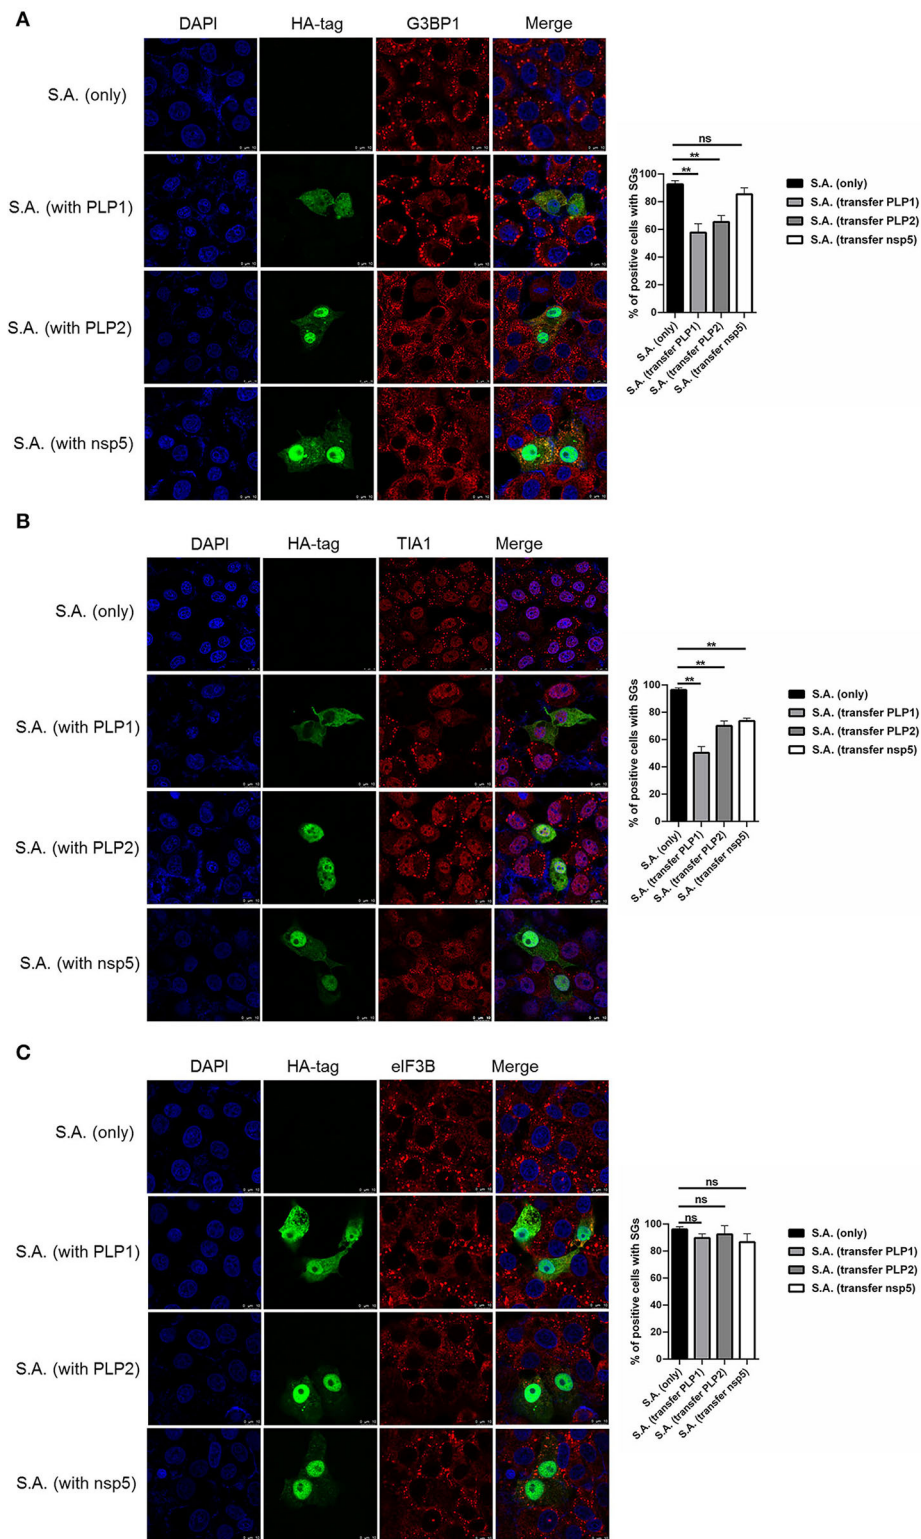 A
DAPI HA-tag G3BP1 Merge
S.A. (only)
S.A. (with PLP1)
S.A. (with PLP2)
S.A. (with nsp5)
ns
**
**
% of positive cells with SGs
100
80
60
40
20
0
S.A. (only)
S.A. (transfer PLP1)
S.A. (transfer PLP2)
S.A. (transfer nsp5)
S.A. (only)
S.A. (transfer PLP1)
S.A. (transfer PLP2)
S.A. (transfer nsp5)
B
DAPI HA-tag TIA1 Merge
S.A. (only)
S.A. (with PLP1)
S.A. (with PLP2)
S.A. (with nsp5)
**
**
**
% of positive cells with SGs
100
80
60
40
20
0
S.A. (only)
S.A. (transfer PLP1)
S.A. (transfer PLP2)
S.A. (transfer nsp5)
S.A. (only)
S.A. (transfer PLP1)
S.A. (transfer PLP2)
S.A. (transfer nsp5)
C
DAPI HA-tag eIF3B Merge
S.A. (only)
S.A. (with PLP1)
S.A. (with PLP2)
S.A. (with nsp5)
ns
ns
ns
% of positive cells with SGs
100
80
60
40
20
0
S.A. (only)
S.A. (transfer PLP1)
S.A. (transfer PLP2)
S.A. (transfer nsp5)
S.A. (only)
S.A. (transfer PLP1)
S.A. (transfer PLP2)
S.A. (transfer nsp5)